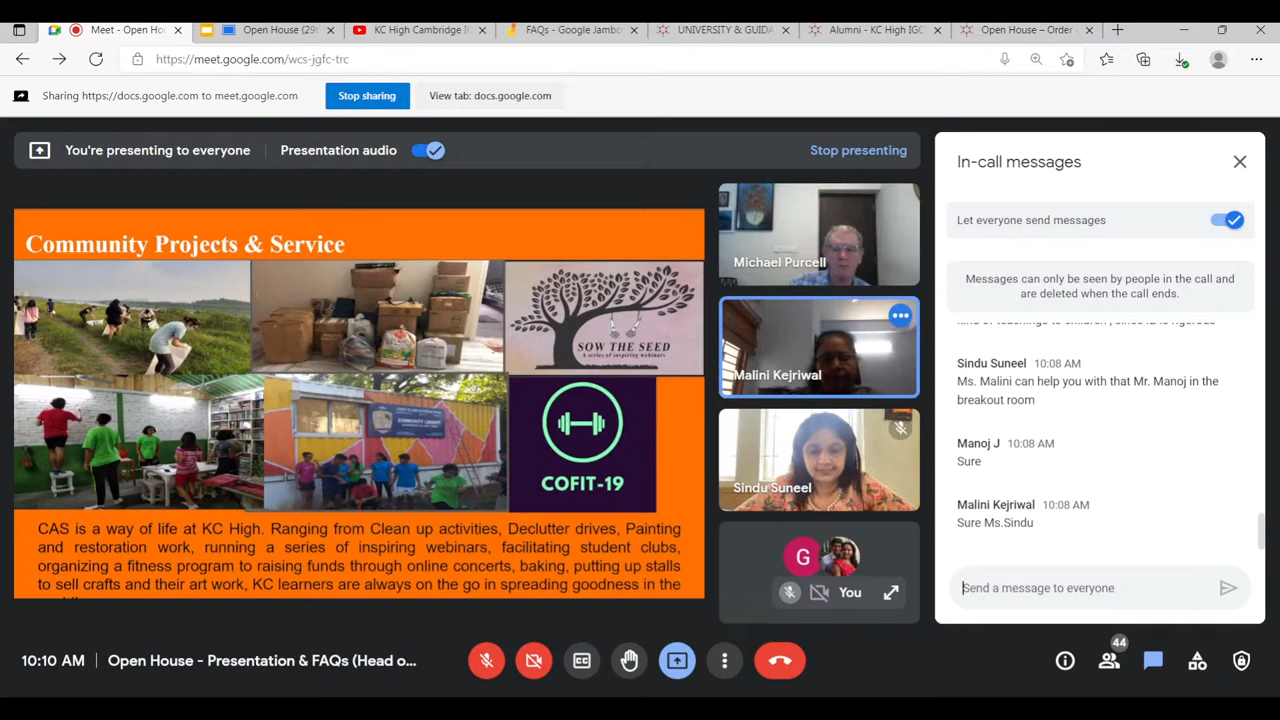 Meet - Open Hou
Open House (29t
KC High Cambridge IG
FAQs - Google Jambo
UNIVERSITY & GUIDA
Alumni - KC High IGC
Open House – Order o
https://meet.google.com/wcs-jgfc-trc
Sharing https://docs.google.com to meet.google.com
Stop sharing
View tab: docs.google.com
You're presenting to everyone
Presentation audio
Stop presenting
Community Projects & Service
SOW THE SEED
A series of inspiring webinars
COMMUNITY LIBRARY
COFIT-19
CAS is a way of life at KC High. Ranging from Clean up activities, Declutter drives, Painting
and restoration work, running a series of inspiring webinars, facilitating student clubs,
organizing a fitness program to raising funds through online concerts, baking, putting up stalls
to sell crafts and their art work, KC learners are always on the go in spreading goodness in the
Michael Purcell
Malini Kejriwal
Sindu Suneel
G
You
In-call messages
Let everyone send messages
Messages can only be seen by people in the call and
are deleted when the call ends.
Sindu Suneel 10:08 AM
Ms. Malini can help you with that Mr. Manoj in the
breakout room
Manoj J 10:08 AM
Sure
Malini Kejriwal 10:08 AM
Sure Ms.Sindu
Send a message to everyone
10:10 AM
Open House - Presentation & FAQs (Head o...
44